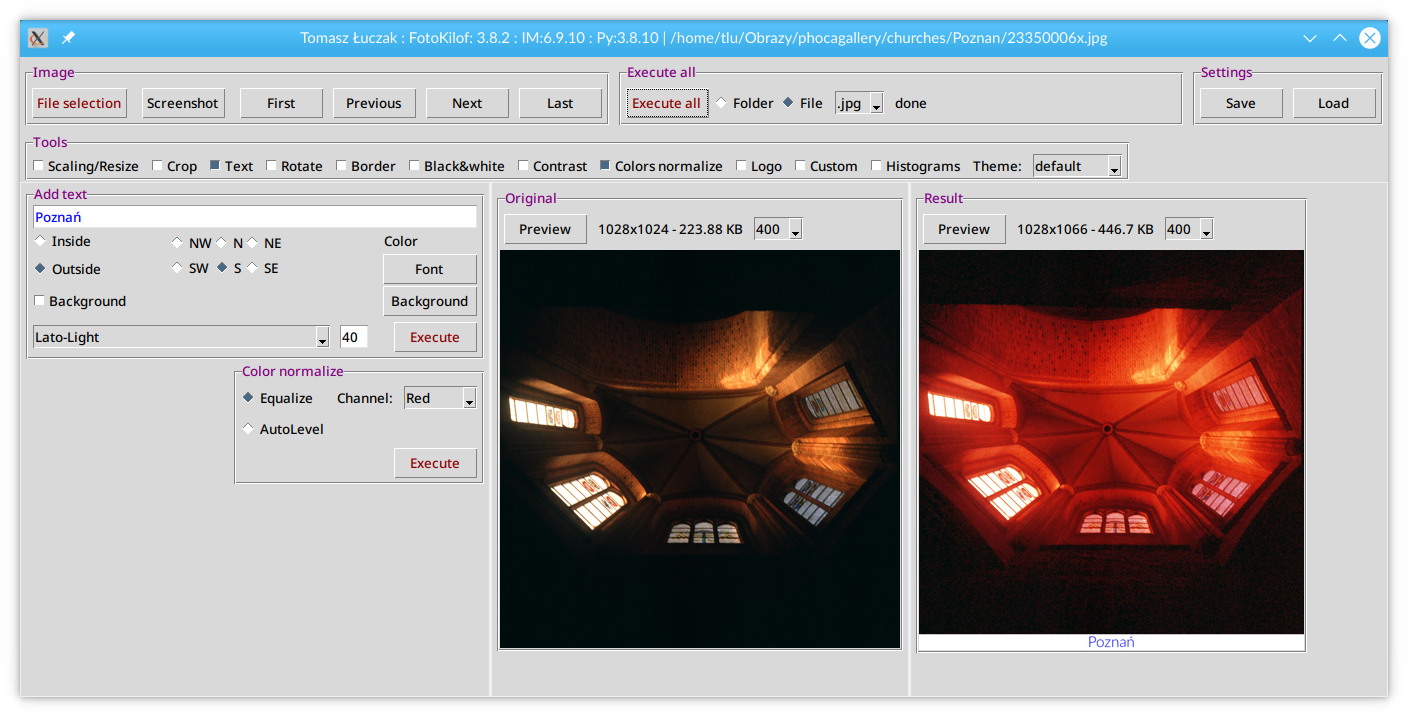 Tomasz Łuczak : FotoKilof: 3.8.2 : IM:6.9.10 : Py:3.8.10 | /home/tlu/Obrazy/phocagallery/churches/Poznan/23350006x.jpg
Image
File selection Screenshot First Previous Next Last
Execute all
Execute all Folder File .jpg done
Settings
Save Load
Tools
Scaling/Resize Crop Text Rotate Border Black&white Contrast Colors normalize Logo Custom Histograms Theme: default
Add text
Poznań
Inside NW N NE Color
Outside SW S SE Font
Background Background
Lato-Light 40 Execute
Color normalize
Equalize Channel: Red
AutoLevel
Execute
Original
Preview 1028x1024 - 223.88 KB 400
Result
Preview 1028x1066 - 446.7 KB 400
Poznań